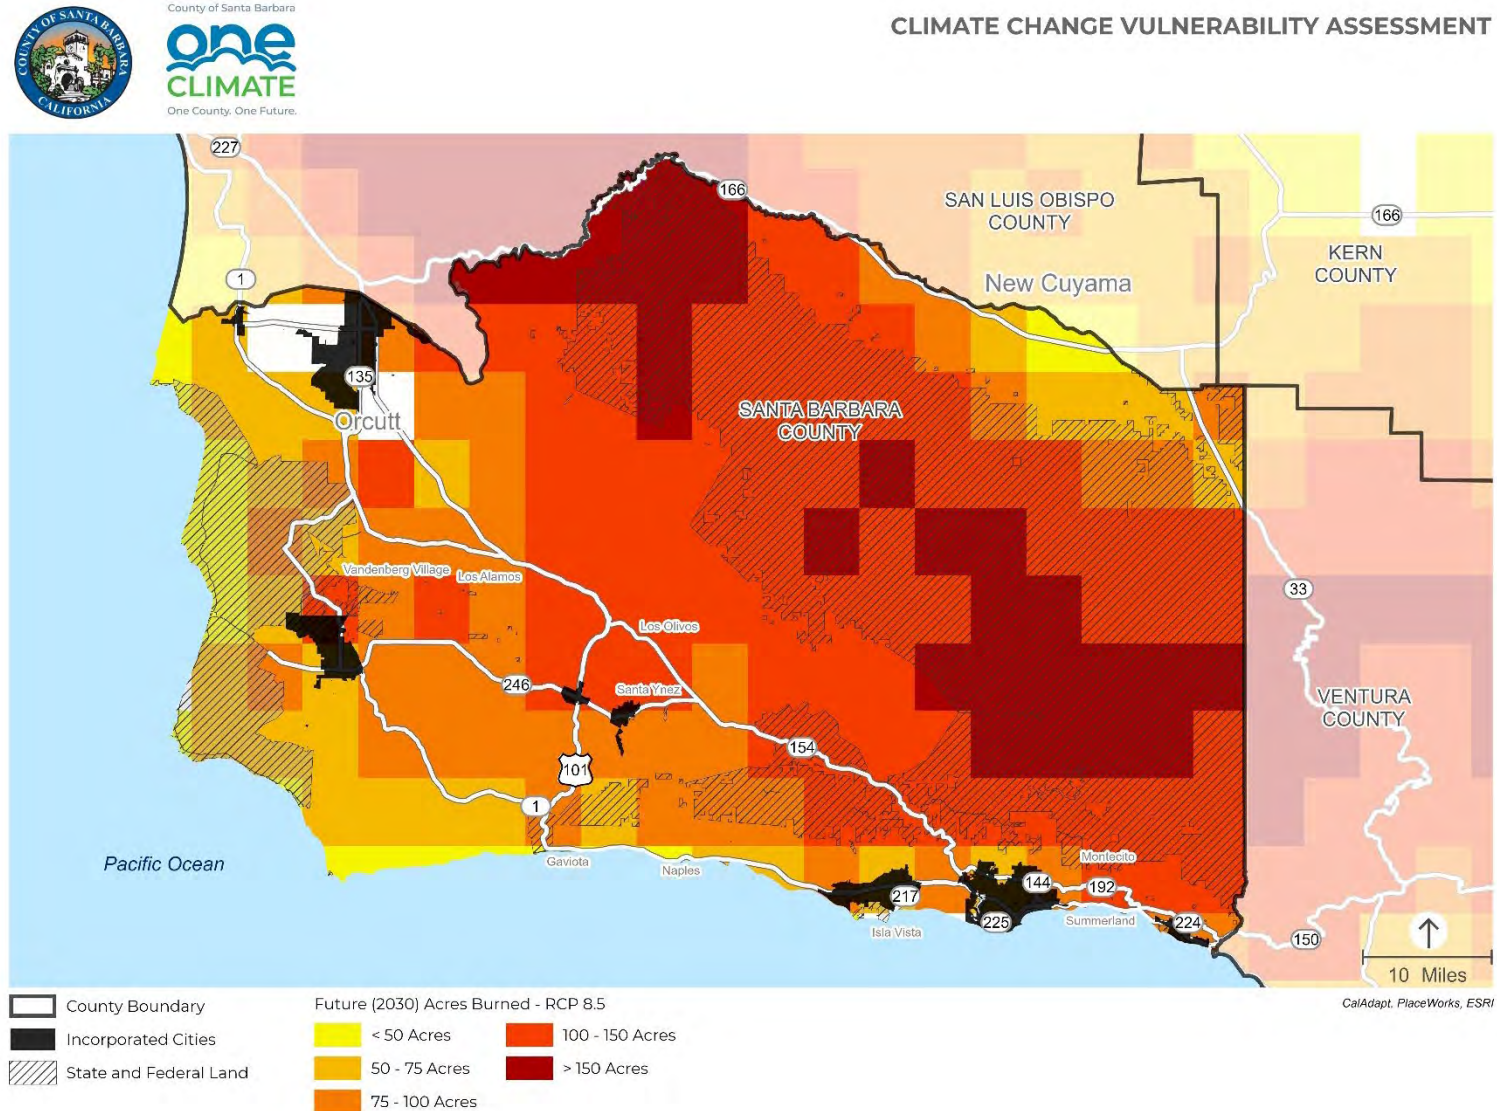 COUNTY OF SANTA BARBARA
CALIFORNIA
County of Santa Barbara
one
CLIMATE
One County. One Future.
CLIMATE CHANGE VULNERABILITY ASSESSMENT
227
166
SAN LUIS OBISPO
COUNTY
166
KERN
COUNTY
1
New Cuyama
135
Orcutt
SANTA BARBARA
COUNTY
Vandenberg Village
Los Alamos
33
Los Olivos
246
Santa Ynez
VENTURA
COUNTY
154
101
1
Pacific Ocean
Gaviota
Naples
Montecito
144
192
217
225
Summerland
224
Isla Vista
150
10 Miles
County Boundary
Incorporated Cities
State and Federal Land
Future (2030) Acres Burned - RCP 8.5
< 50 Acres
50 - 75 Acres
75 - 100 Acres
100 - 150 Acres
> 150 Acres
CalAdapt, PlaceWorks, ESRI